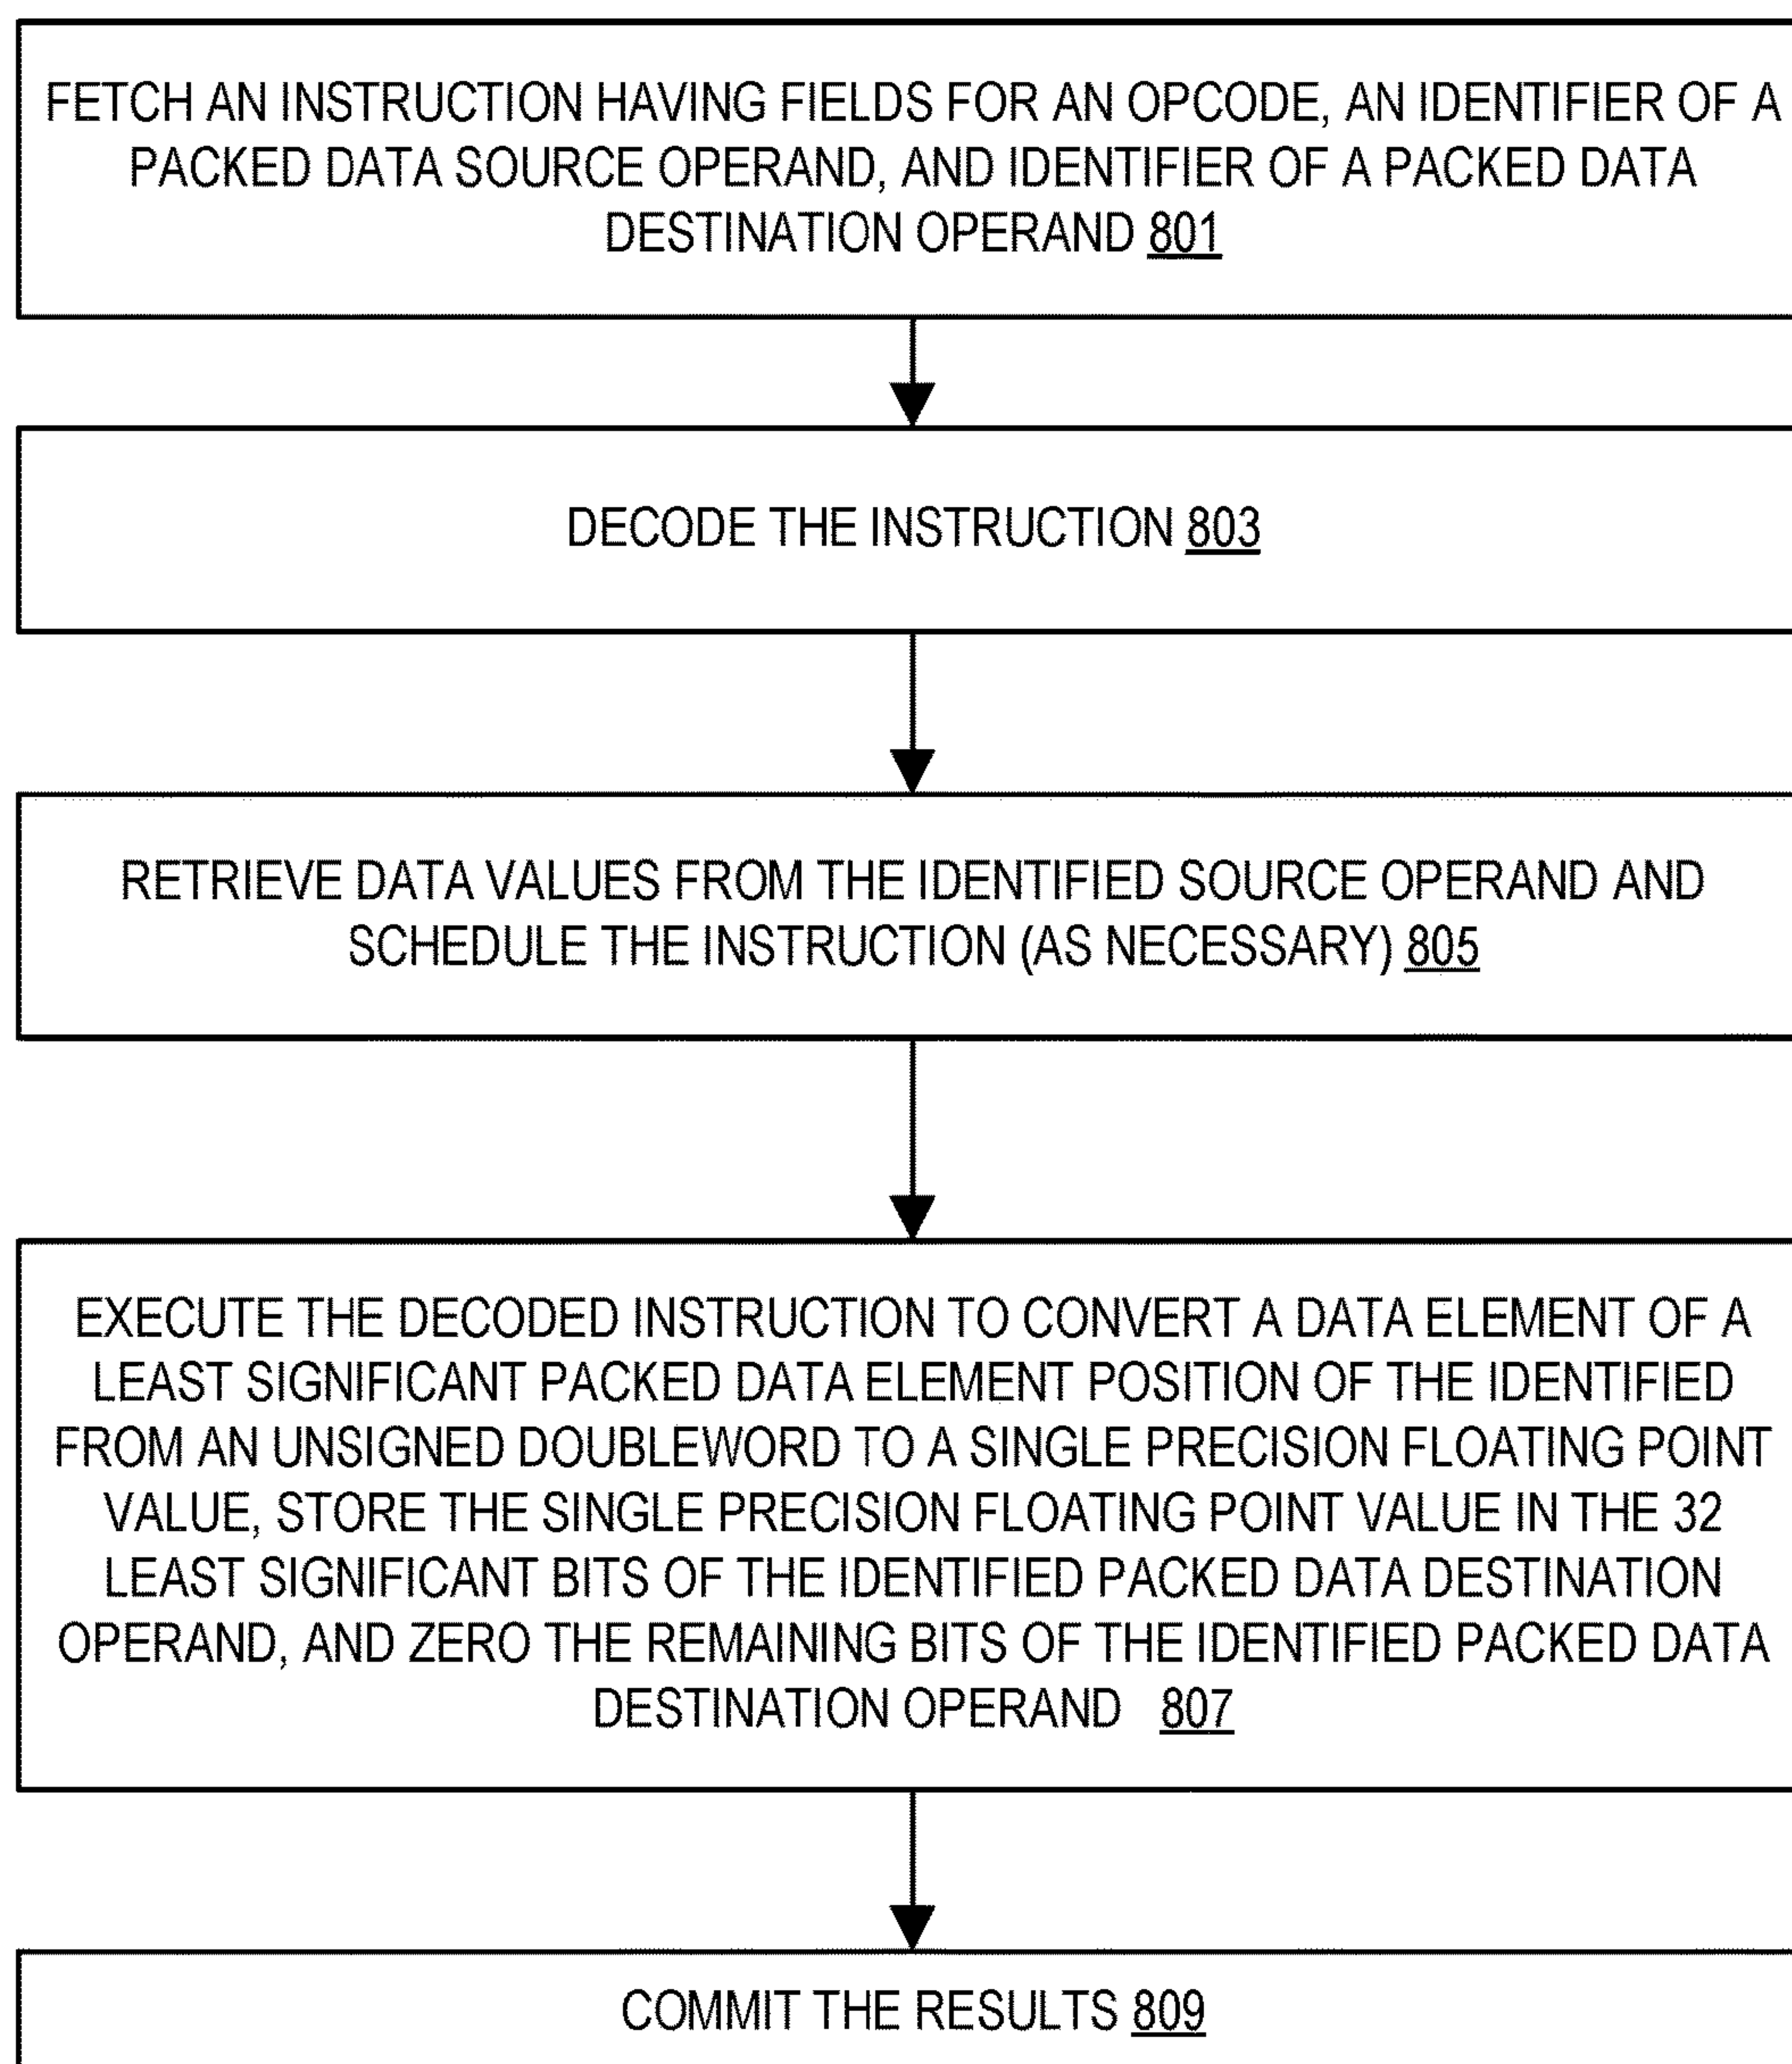 FETCH AN INSTRUCTION HAVING FIELDS FOR AN OPCODE, AN IDENTIFIER OF A
PACKED DATA SOURCE OPERAND, AND IDENTIFIER OF A PACKED DATA
DESTINATION OPERAND 801
DECODE THE INSTRUCTION 803
RETRIEVE DATA VALUES FROM THE IDENTIFIED SOURCE OPERAND AND
SCHEDULE THE INSTRUCTION (AS NECESSARY) 805
EXECUTE THE DECODED INSTRUCTION TO CONVERT A DATA ELEMENT OF A
LEAST SIGNIFICANT PACKED DATA ELEMENT POSITION OF THE IDENTIFIED
FROM AN UNSIGNED DOUBLEWORD TO A SINGLE PRECISION FLOATING POINT
VALUE, STORE THE SINGLE PRECISION FLOATING POINT VALUE IN THE 32
LEAST SIGNIFICANT BITS OF THE IDENTIFIED PACKED DATA DESTINATION
OPERAND, AND ZERO THE REMAINING BITS OF THE IDENTIFIED PACKED DATA
DESTINATION OPERAND 807
COMMIT THE RESULTS 809